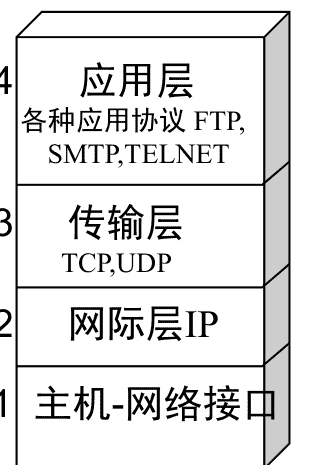 4
应用层
各种应用协议 FTP,
SMTP,TELNET
3
传输层
TCP,UDP
2
网际层IP
1
主机-网络接口